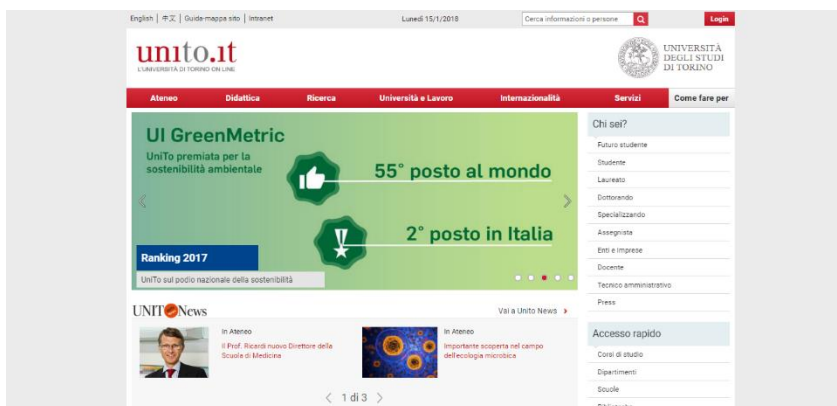 English | 中文 | Guida-mappa sito | Intranet
Lunedì 15/1/2018
Cerca informazioni o persone
Login
unito.it
L'UNIVERSITÀ DI TORINO ON LINE
UNIVERSITÀ
DEGLI STUDI
DI TORINO
Ateneo Didattica Ricerca Università e Lavoro Internazionalità Servizi Come fare per
UI GreenMetric
UniTo premiata per la
sostenibilità ambientale
55° posto al mondo
2° posto in Italia
Ranking 2017
UniTo sul podio nazionale della sostenibilità
Chi sei?
Futuro studente
Studente
Laureato
Dottorando
Specializzando
Assegnista
Enti e imprese
Docente
Tecnico amministrativo
Press
UNITONews
Vai a Unito News
In Ateneo
Il Prof. Ricardi nuovo Direttore della
Scuola di Medicina
In Ateneo
Importante scoperta nel campo
dell'ecologia microbica
1 di 3
Accesso rapido
Corsi di studio
Dipartimenti
Scuole